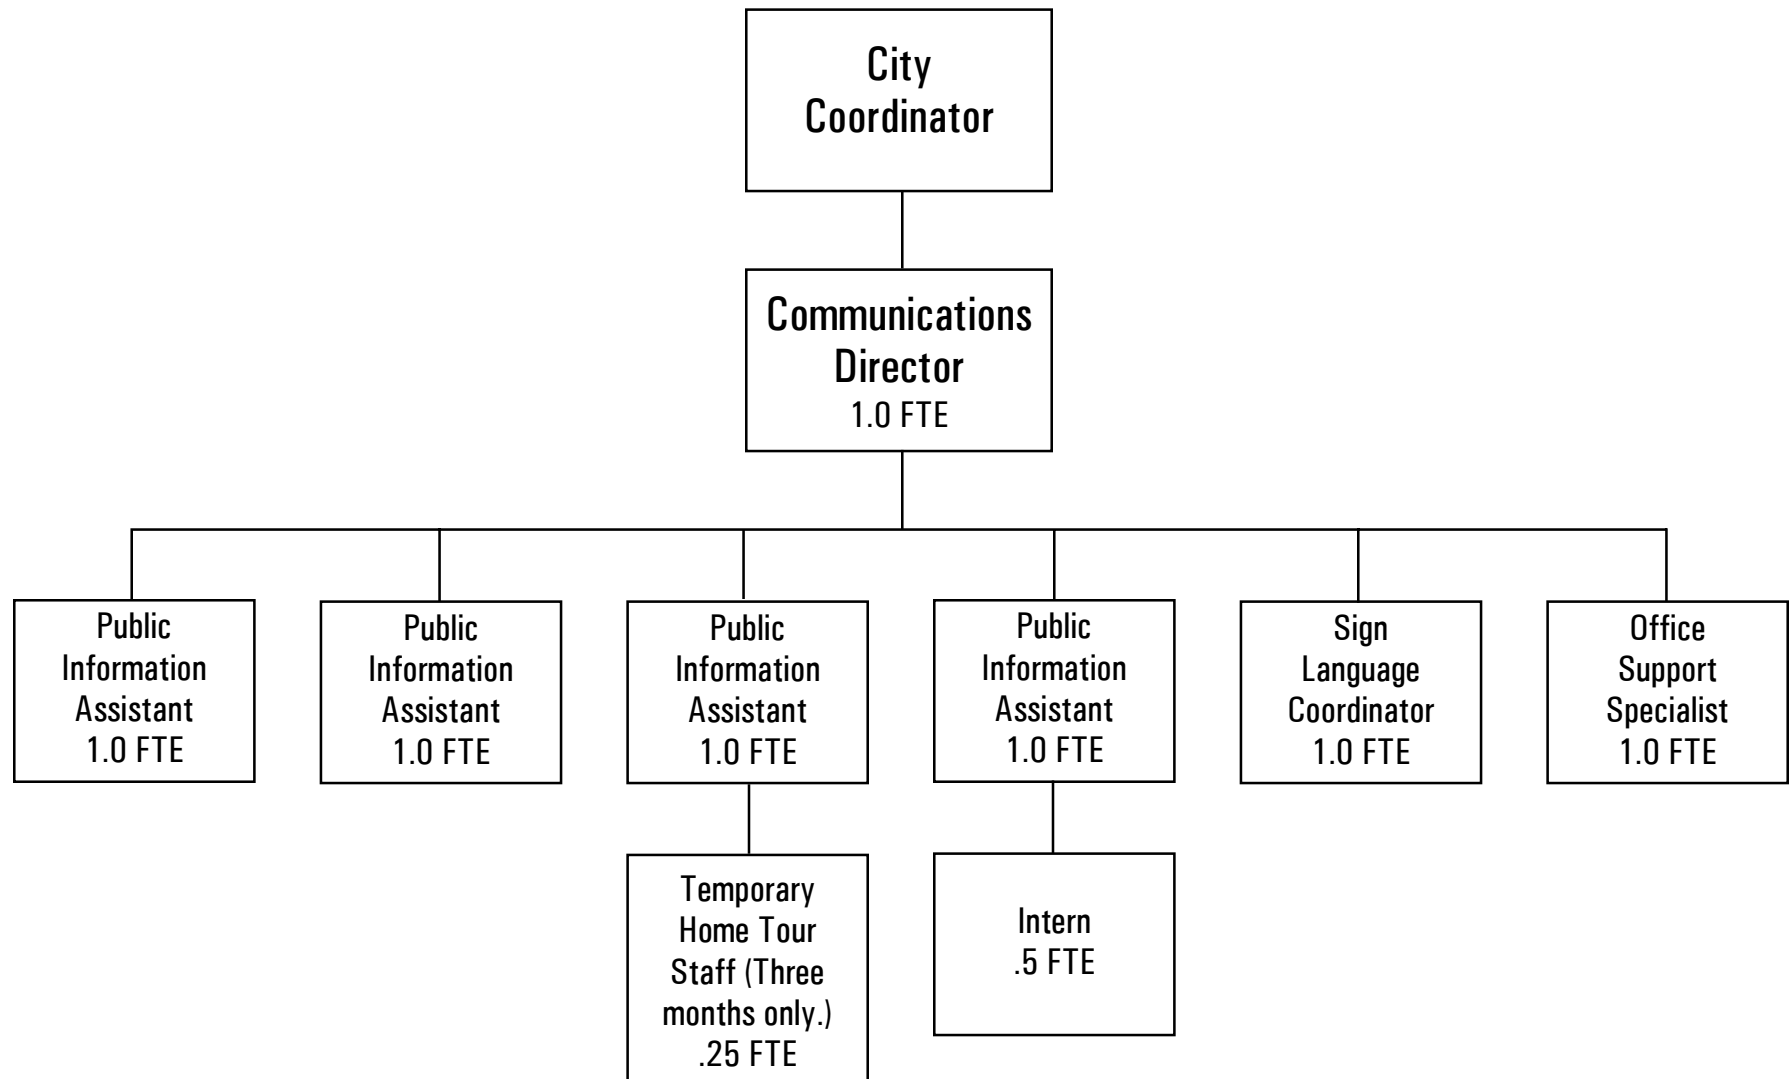 City
Coordinator
Communications
Director
1.0 FTE
Public
Information
Assistant
1.0 FTE
Public
Information
Assistant
1.0 FTE
Public
Information
Assistant
1.0 FTE
Public
Information
Assistant
1.0 FTE
Sign
Language
Coordinator
1.0 FTE
Office
Support
Specialist
1.0 FTE
Temporary
Home Tour
Staff (Three
months only.)
.25 FTE
Intern
.5 FTE